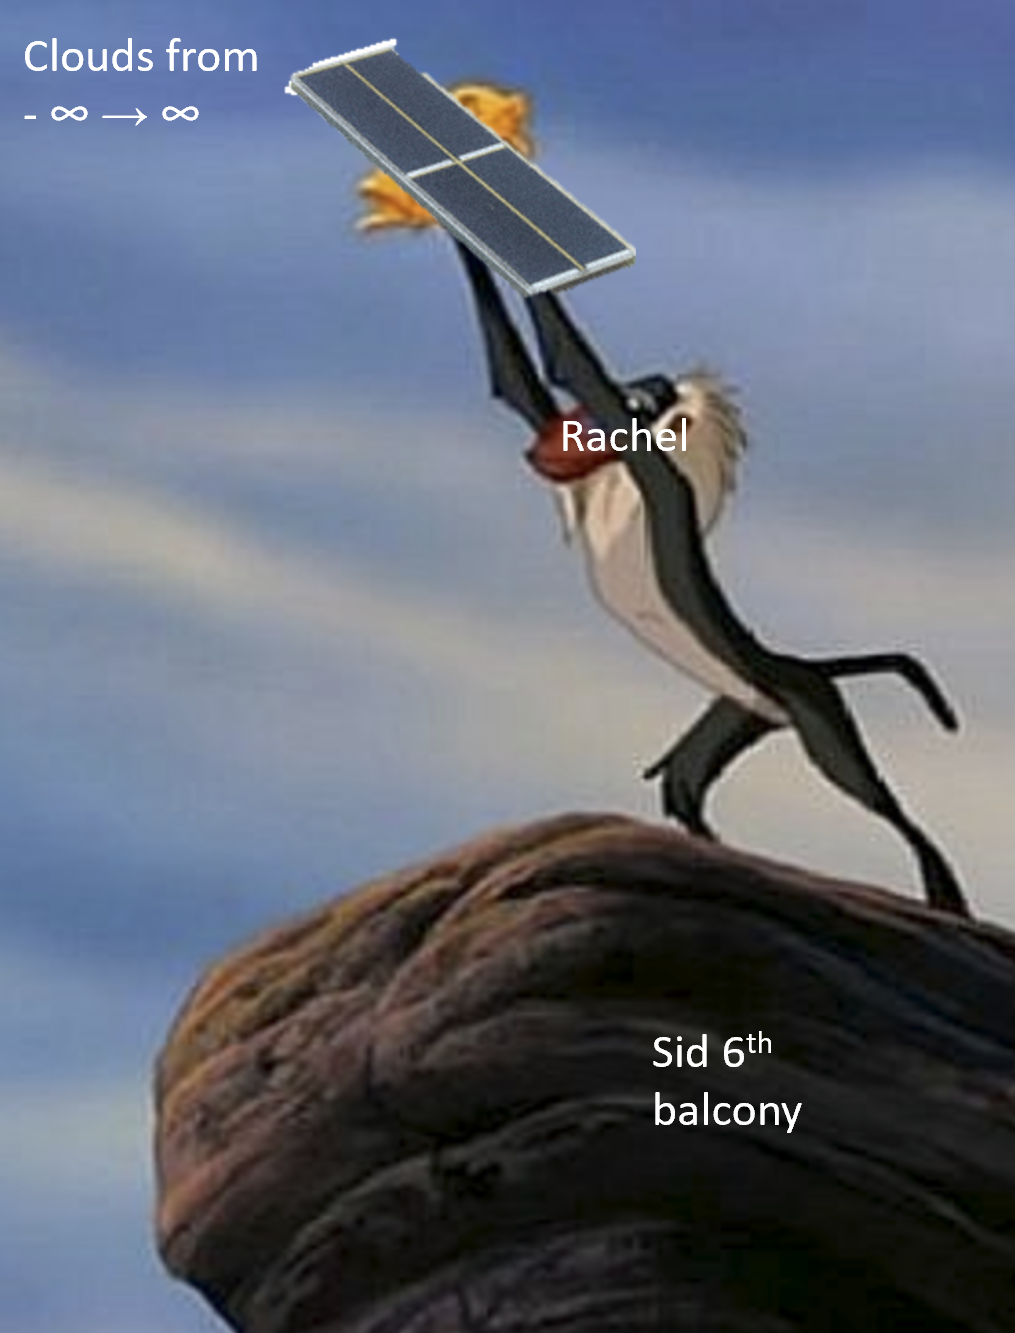 Clouds from
- ∞ → ∞
Rachel
Sid 6th
balcony